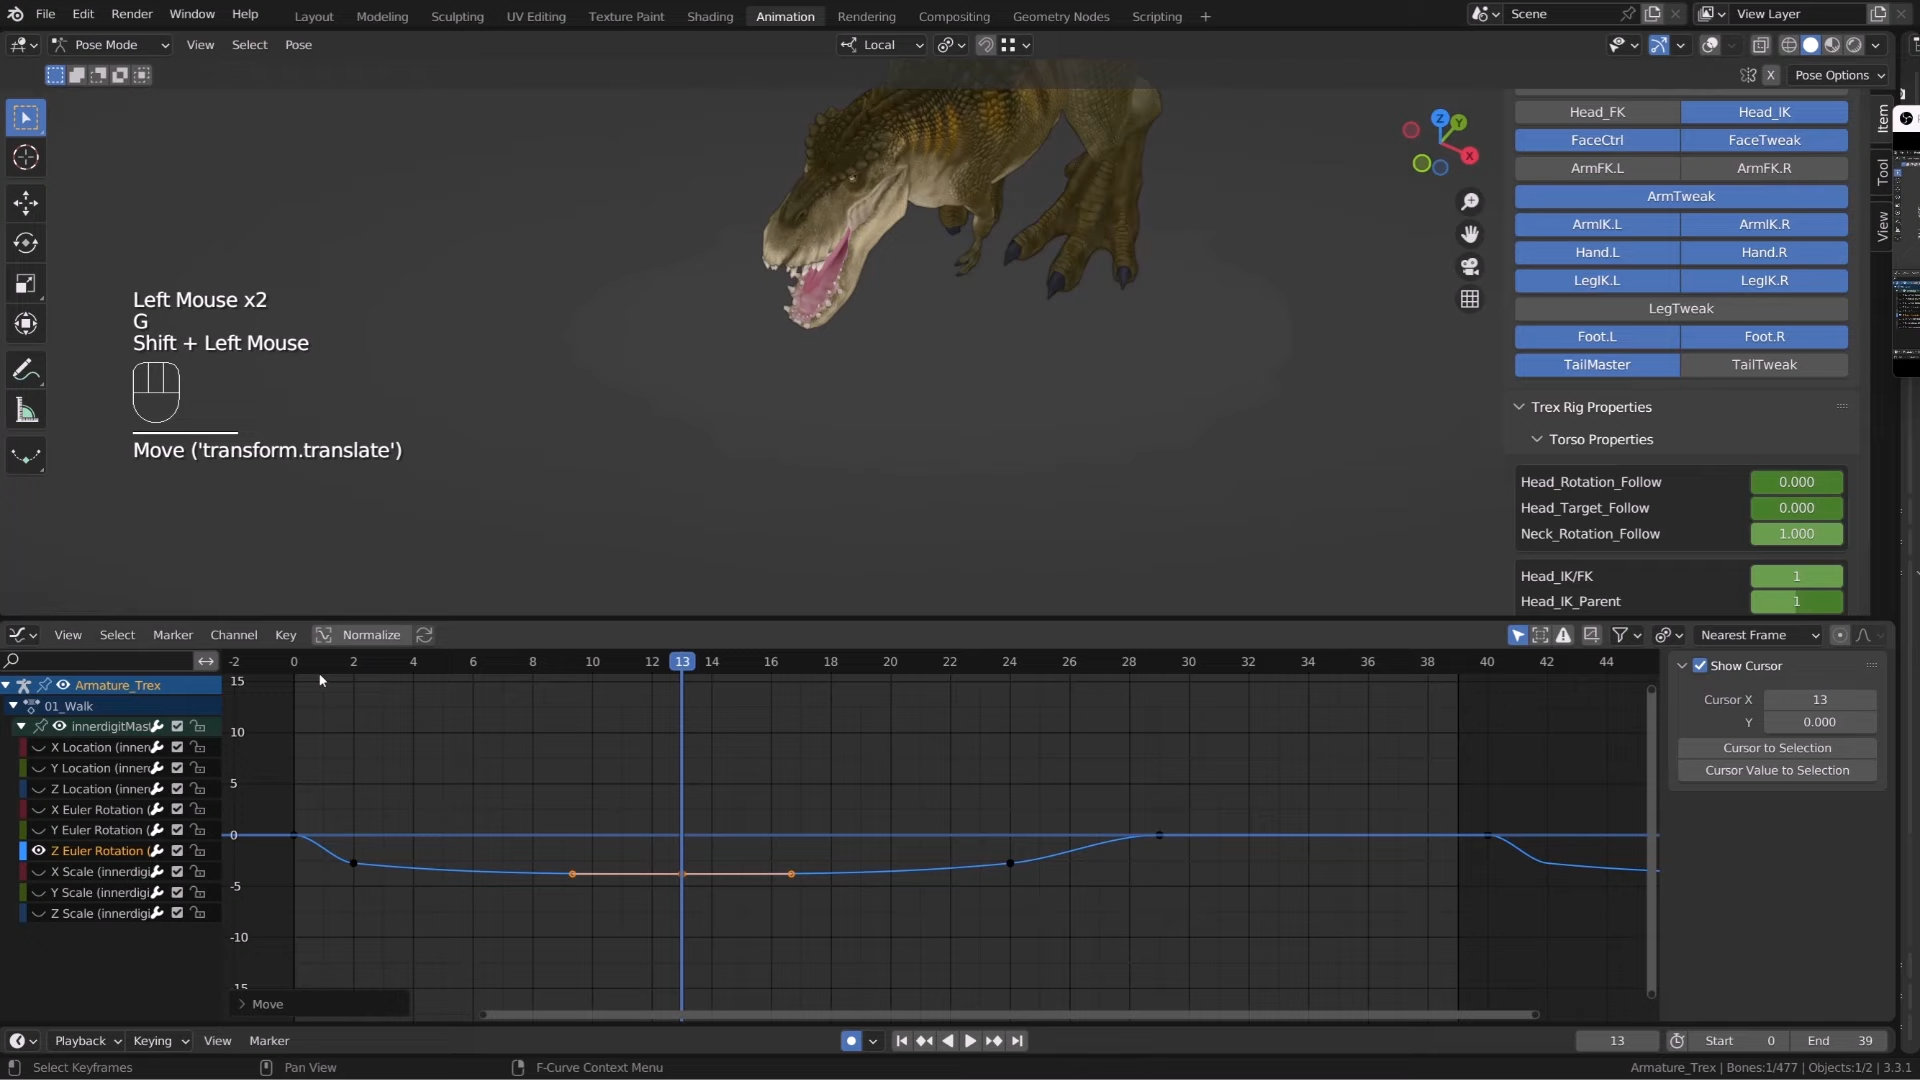 File Edit Render Window Help Layout Modeling Sculpting UV Editing Texture Paint Shading Animation Rendering Compositing Geometry Nodes Scripting + Scene View Layer
Pose Mode View Select Pose Local
X Pose Options
Head_FK Head_IK
FaceCtrl FaceTweak
ArmFK.L ArmFK.R
ArmTweak
ArmIK.L ArmIK.R
Hand.L Hand.R
LegIK.L LegIK.R
LegTweak
Foot.L Foot.R
TailMaster TailTweak
Item
Tool
View
Z
Y
X
Left Mouse x2
G
Shift + Left Mouse
Move ('transform.translate')
Trex Rig Properties
Torso Properties
Head_Rotation_Follow 0.000
Head_Target_Follow 0.000
Neck_Rotation_Follow 1.000
Head_IK/FK 1
Head_IK_Parent 1
View Select Marker Channel Key Normalize Nearest Frame
-2 0 2 4 6 8 10 12 13 14 16 18 20 22 24 26 28 30 32 34 36 38 40 42 44
Armature_Trex
01_Walk
innerdigitMast
X Location (inner
Y Location (inner
Z Location (inner
X Euler Rotation (
Y Euler Rotation (
Z Euler Rotation (
X Scale (innerdigi
Y Scale (innerdigi
Z Scale (innerdigi
15
10
5
0
-5
-10
-15
Show Cursor
Cursor X 13
Y 0.000
Cursor to Selection
Cursor Value to Selection
Move
Playback Keying View Marker 13 Start 0 End 39
Select Keyframes Pan View F-Curve Context Menu Armature_Trex | Bones:1/477 | Objects:1/2 | 3.3.1